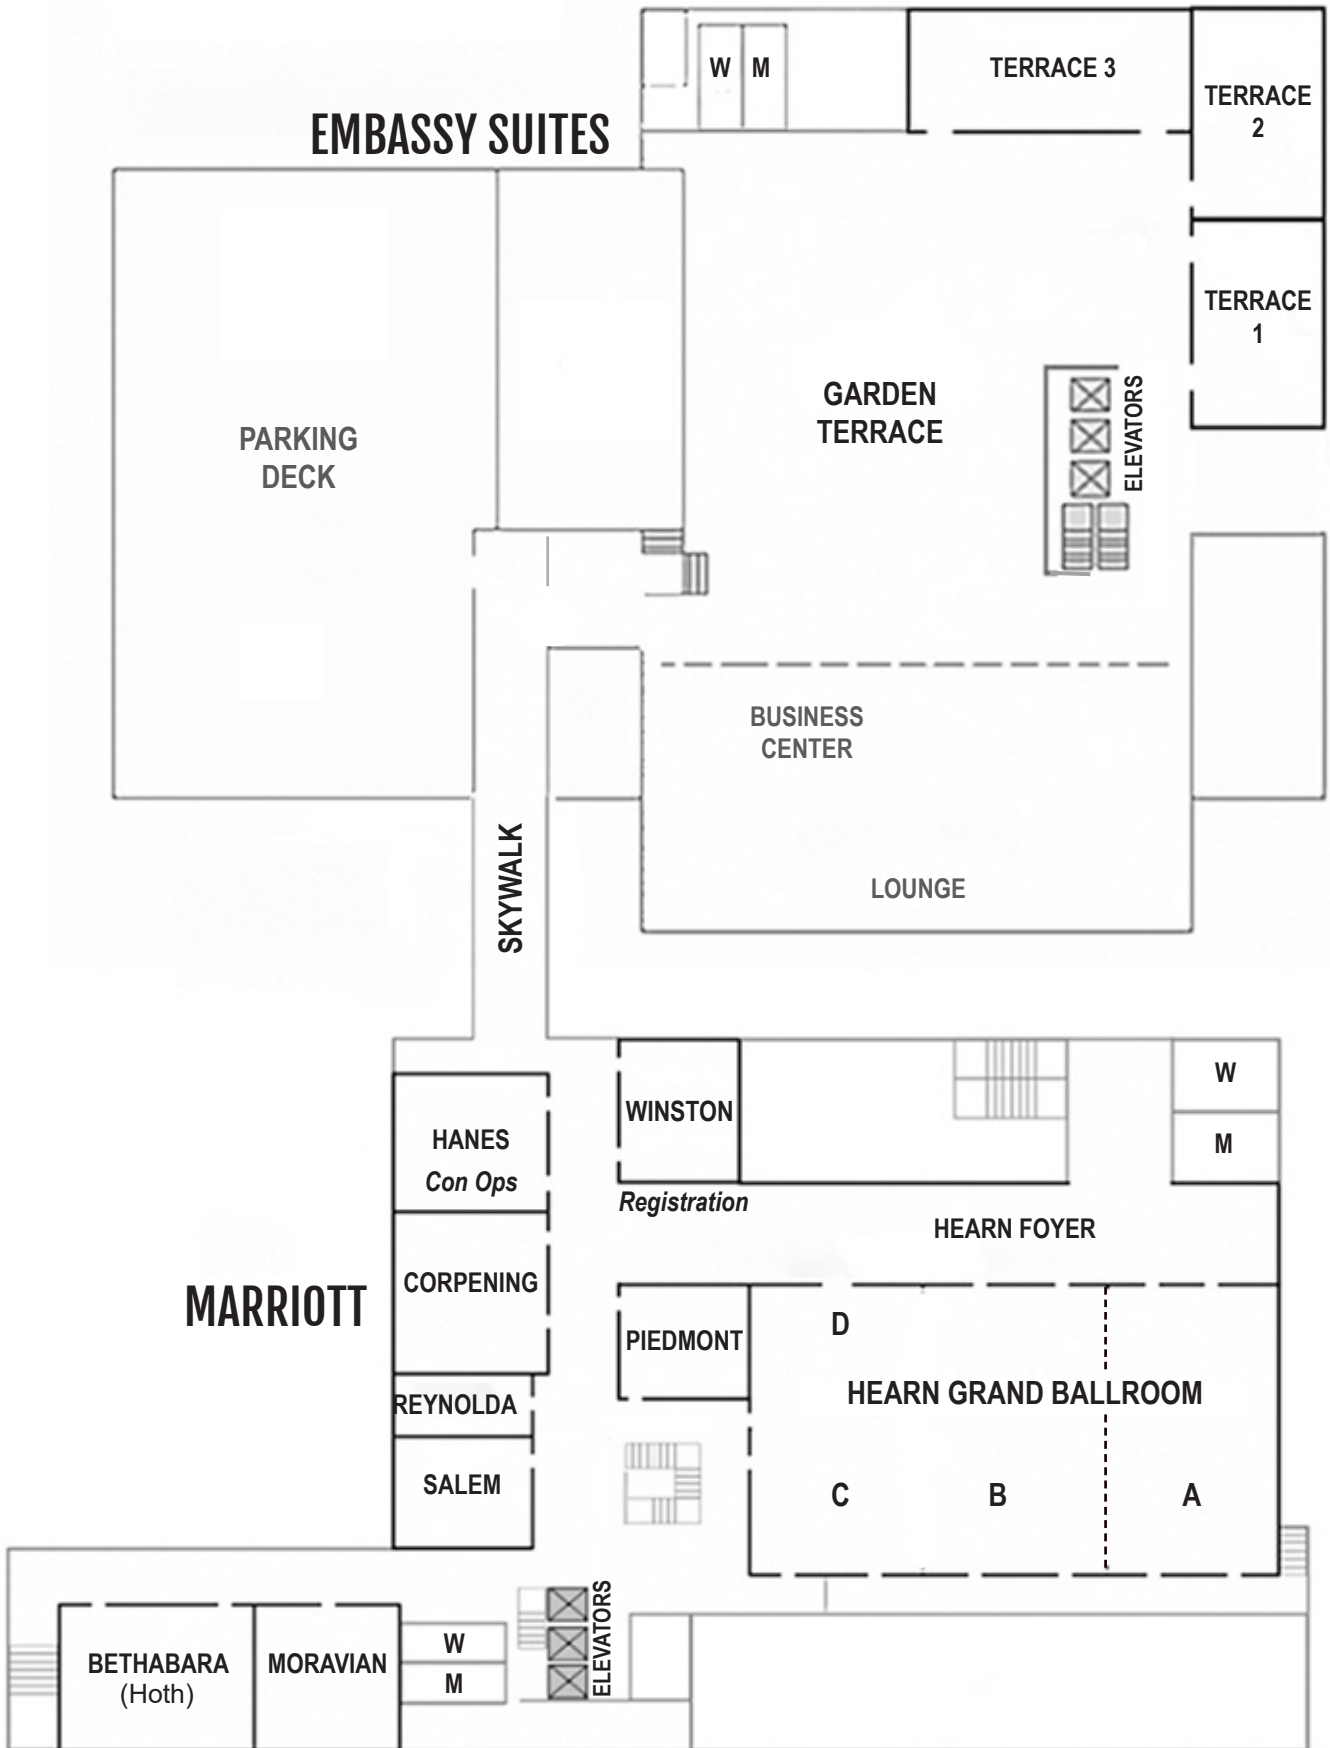 W M
TERRACE 3
TERRACE
2
EMBASSY SUITES
TERRACE
1
GARDEN
TERRACE
ELEVATORS
PARKING
DECK
BUSINESS
CENTER
SKYWALK
LOUNGE
W
M
WINSTON
HANES
Con Ops
Registration
HEARN FOYER
CORPENING
MARRIOTT
D
PIEDMONT
HEARN GRAND BALLROOM
REYNOLDA
SALEM
C B A
ELEVATORS
W
M
BETHABARA
(Hoth)
MORAVIAN